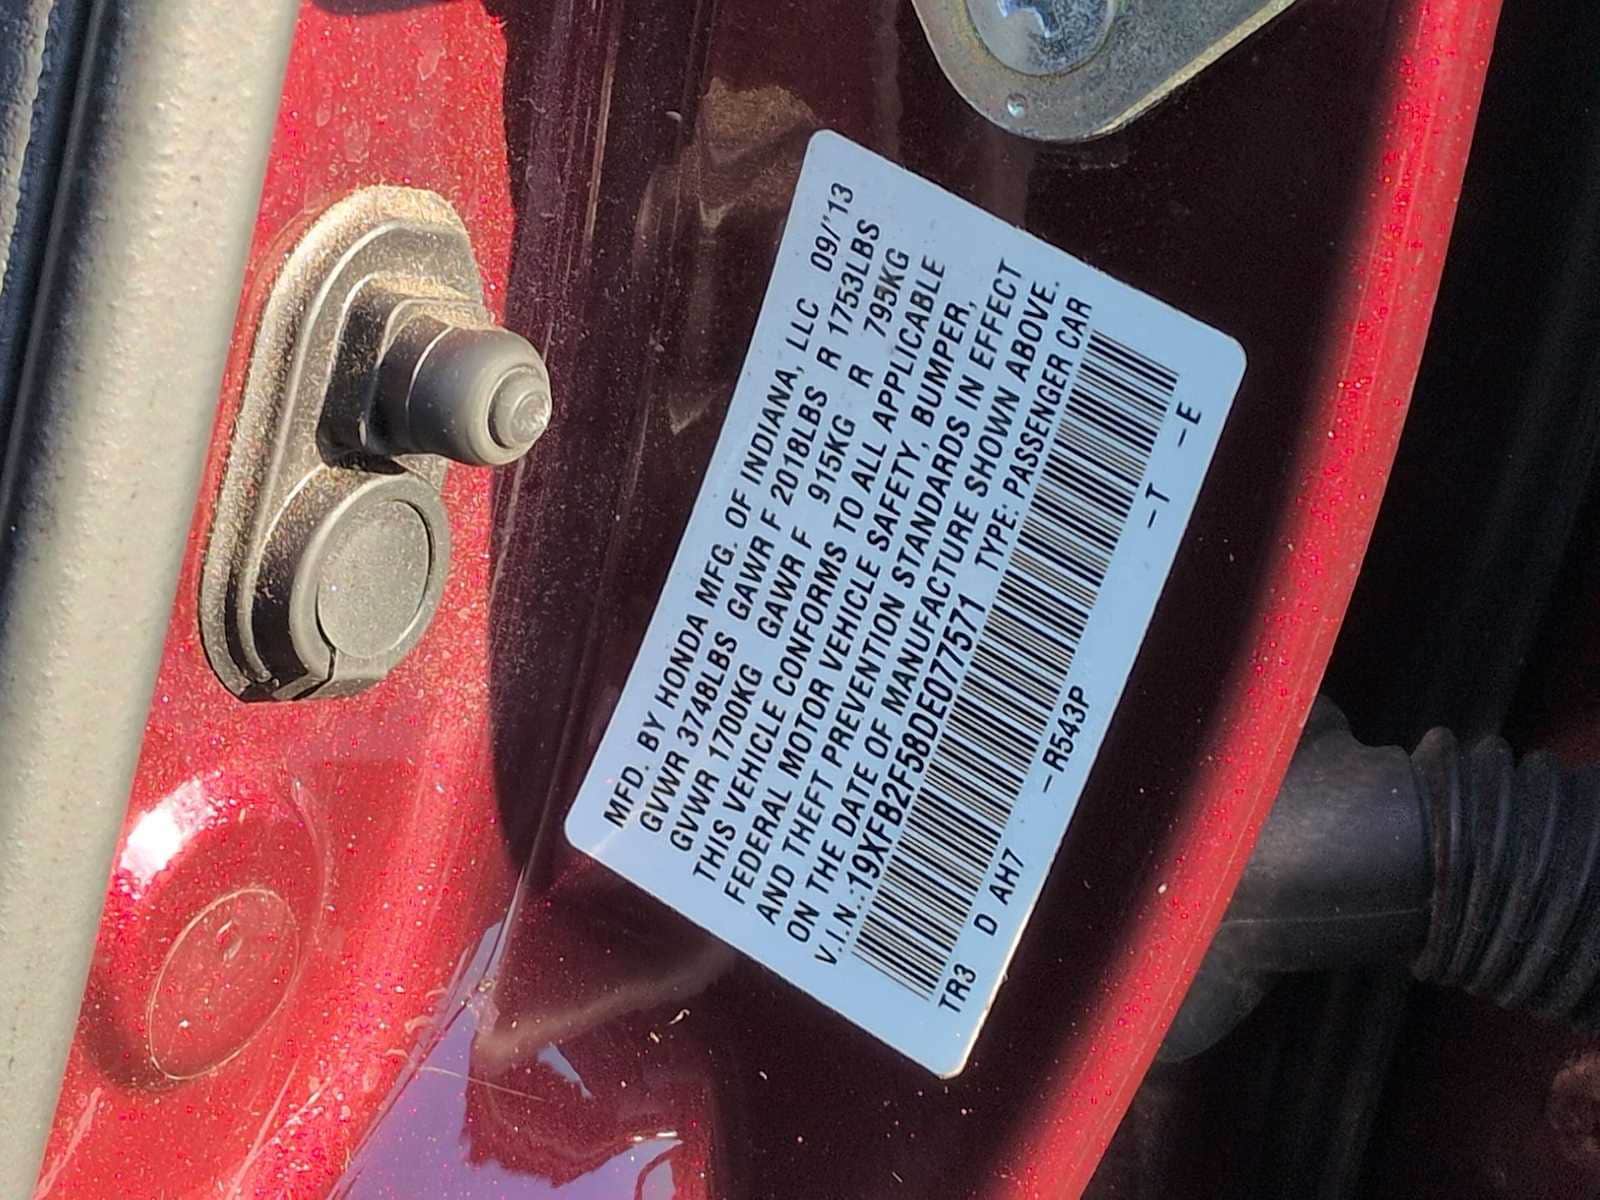 MFD. BY HONDA MFG. OF INDIANA, LLC 09/'13
GVWR 3748LBS GAWR F 2018LBS R 1753LBS
GVWR 1700KG GAWR F 915KG R 795KG
THIS VEHICLE CONFORMS TO ALL APPLICABLE
FEDERAL MOTOR VEHICLE SAFETY, BUMPER,
AND THEFT PREVENTION STANDARDS IN EFFECT
ON THE DATE OF MANUFACTURE SHOWN ABOVE.
V.I.N.:19XFB2F58DE077571 TYPE: PASSENGER CAR
TR3 D AH7 -R543P -T -E